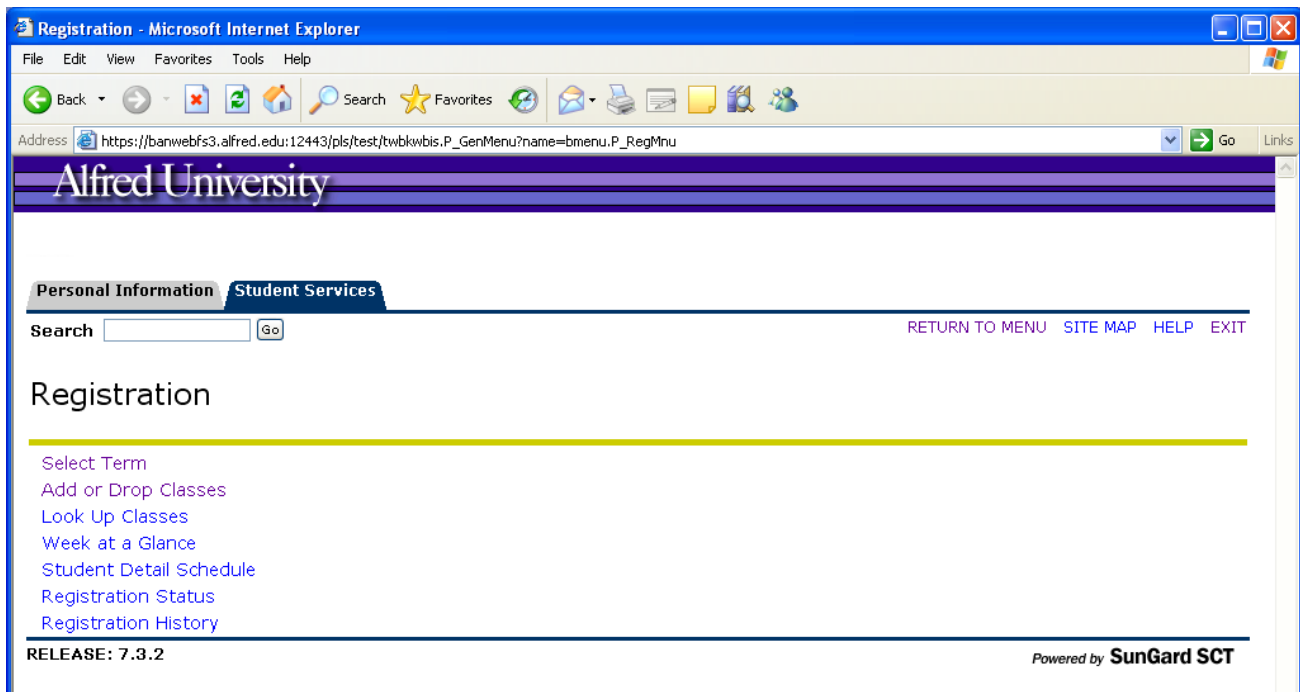 Registration - Microsoft Internet Explorer
File Edit View Favorites Tools Help
Back Search Favorites
Address https://banwebfs3.alfred.edu:12443/pls/test/twbkwbis.P_GenMenu?name=bmenu.P_RegMnu Go Links
Alfred University
Personal Information Student Services
Search Go RETURN TO MENU SITE MAP HELP EXIT
Registration
Select Term
Add or Drop Classes
Look Up Classes
Week at a Glance
Student Detail Schedule
Registration Status
Registration History
RELEASE: 7.3.2 Powered by SunGard SCT